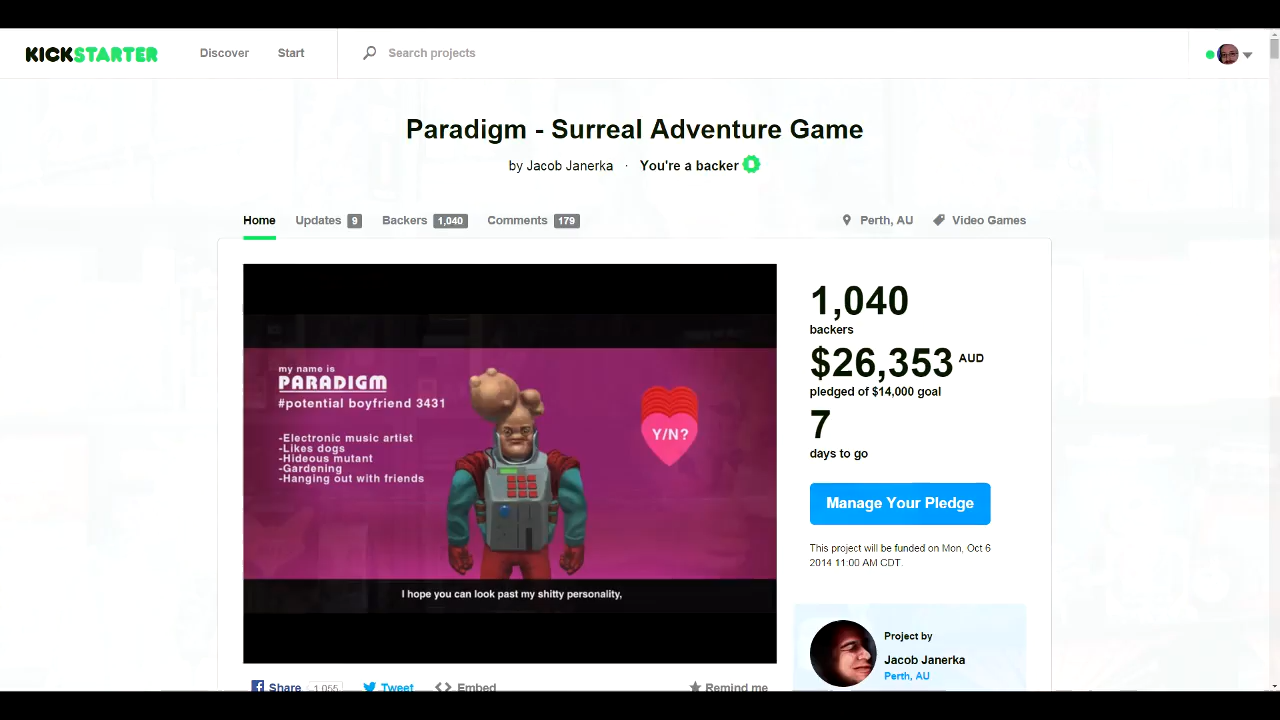 KICKSTARTER Discover Start Search projects
Paradigm - Surreal Adventure Game
by Jacob Janerka · You're a backer
Home Updates 9 Backers 1,040 Comments 179 Perth, AU Video Games
my name is
PARADIGM
#potential boyfriend 3431
-Electronic music artist
-Likes dogs
-Hideous mutant
-Gardening
-Hanging out with friends
Y/N?
I hope you can look past my shitty personality,
1,040
backers
$26,353 AUD
pledged of $14,000 goal
7
days to go
Manage Your Pledge
This project will be funded on Mon, Oct 6
2014 11:00 AM CDT.
Project by
Jacob Janerka
Perth, AU
Share 1,055 Tweet Embed Remind me